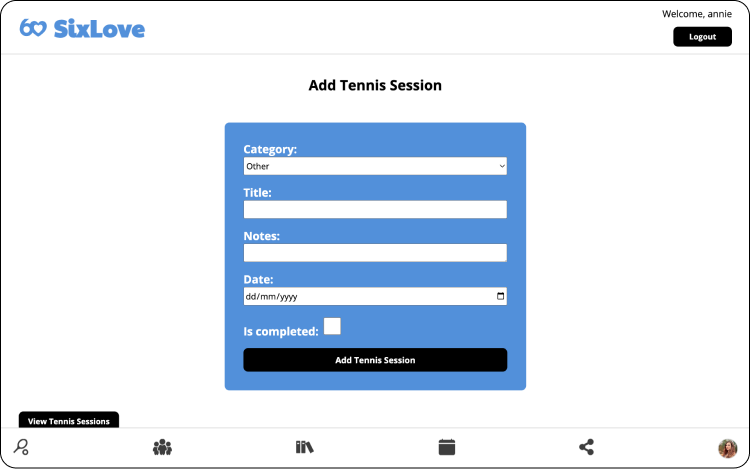 SixLove
Welcome, annie
Logout
Add Tennis Session
Category:
Other
Title:
Notes:
Date:
dd/mm/yyyy
Is completed:
Add Tennis Session
View Tennis Sessions